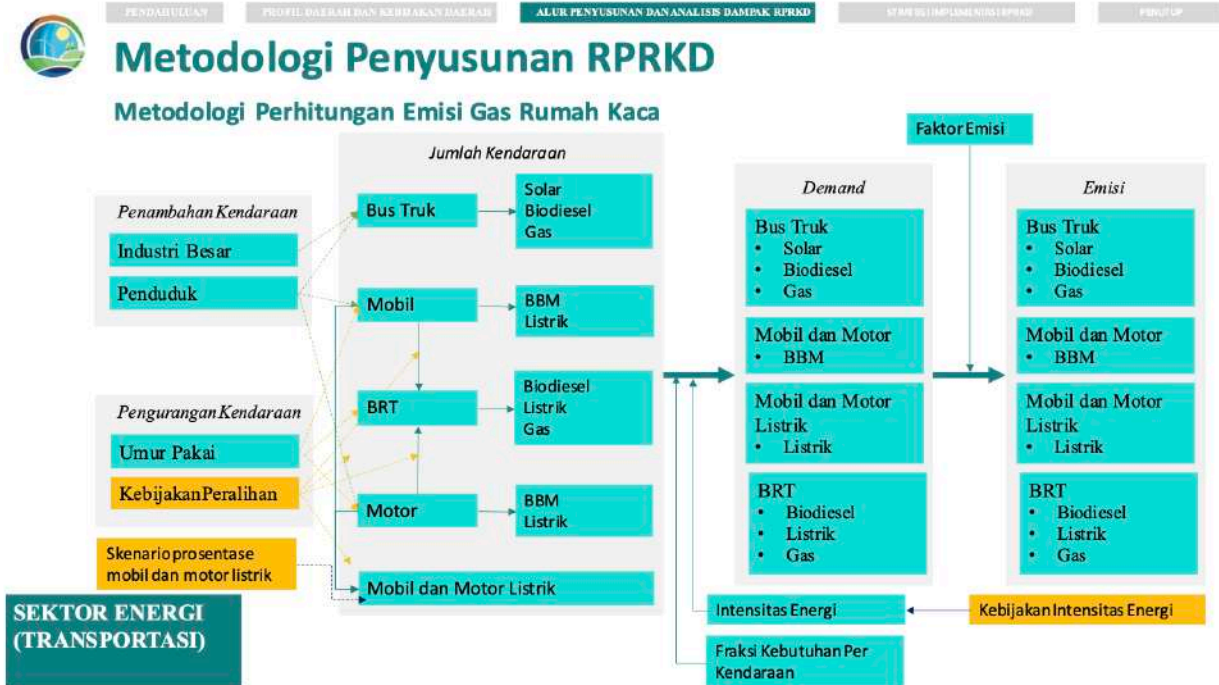 PENDAHULUAN
PROFIL DAERAH DAN KEBIJAKAN DAERAH
ALUR PENYUSUNAN DAN ANALISIS DAMPAK RPRKD
STRATEGI IMPLEMENTASI RPRKD
PENUTUP
Metodologi Penyusunan RPRKD
Metodologi Perhitungan Emisi Gas Rumah Kaca
Penambahan Kendaraan
Industri Besar
Penduduk
Pengurangan Kendaraan
Umur Pakai
Kebijakan Peralihan
Skenario prosentase
mobil dan motor listrik
SEKTOR ENERGI
(TRANSPORTASI)
Jumlah Kendaraan
Bus Truk
Solar
Biodiesel
Gas
Mobil
BBM
Listrik
BRT
Biodiesel
Listrik
Gas
Motor
BBM
Listrik
Mobil dan Motor Listrik
Demand
Bus Truk
• Solar
• Biodiesel
• Gas
Mobil dan Motor
• BBM
Mobil dan Motor
Listrik
• Listrik
BRT
• Biodiesel
• Listrik
• Gas
Intensitas Energi
Fraksi Kebutuhan Per
Kendaraan
Faktor Emisi
Emisi
Bus Truk
• Solar
• Biodiesel
• Gas
Mobil dan Motor
• BBM
Mobil dan Motor
Listrik
• Listrik
BRT
• Biodiesel
• Listrik
• Gas
Kebijakan Intensitas Energi